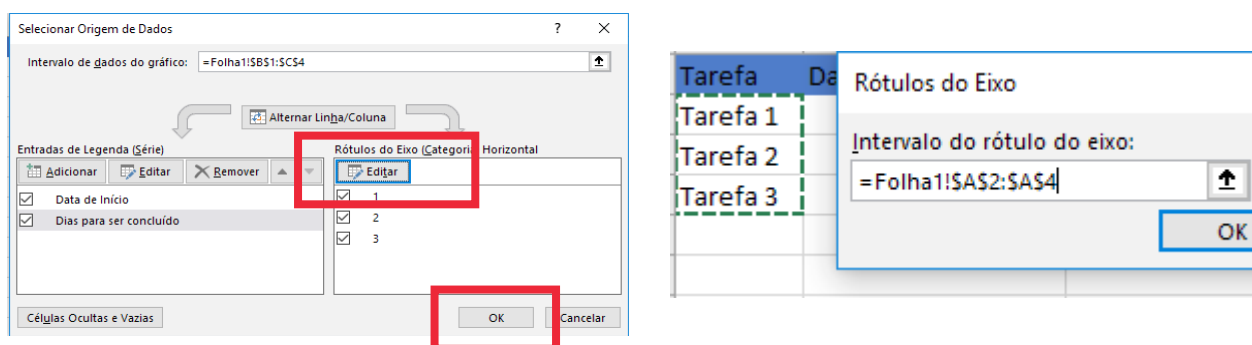 Selecionar Origem de Dados ? ×
Intervalo de dados do gráfico: =Folha1!$B$1:$C$4
Alternar Linha/Coluna
Entradas de Legenda (Série)
Adicionar Editar Remover
Data de Início
Dias para ser concluído
Rótulos do Eixo (Categoria Horizontal
Editar
1
2
3
Células Ocultas e Vazias
OK Cancelar
Tarefa
Tarefa 1
Tarefa 2
Tarefa 3
Da
Rótulos do Eixo
Intervalo do rótulo do eixo:
=Folha1!$A$2:$A$4
OK